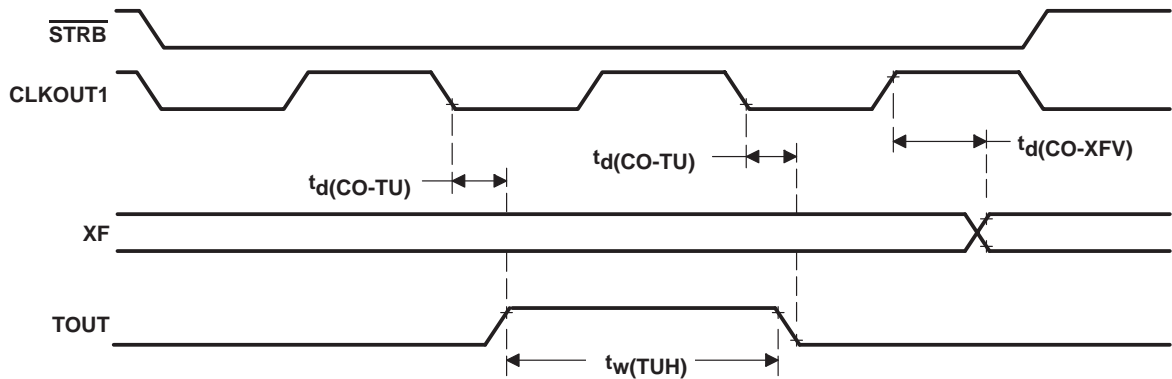 STRB
CLKOUT1
td(CO-XFV)
td(CO-TU)
td(CO-TU)
XF
TOUT
tw(TUH)